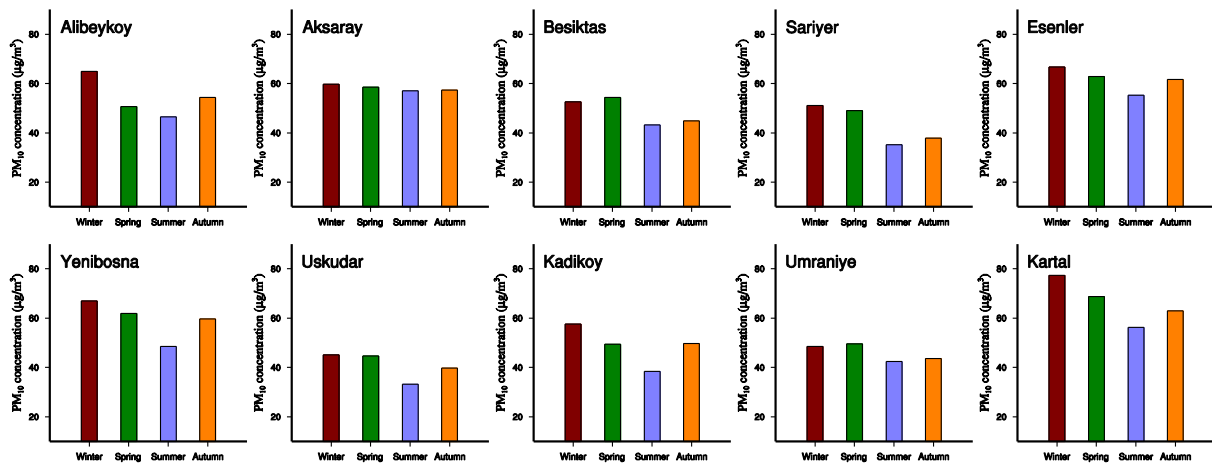 Alibeykoy
PM10 concentration (µg/m³)
80
60
40
20
Winter Spring Summer Autumn
Aksaray
PM10 concentration (µg/m³)
80
60
40
20
Winter Spring Summer Autumn
Besiktas
PM10 concentration (µg/m³)
80
60
40
20
Winter Spring Summer Autumn
Sariyer
PM10 concentration (µg/m³)
80
60
40
20
Winter Spring Summer Autumn
Esenler
PM10 concentration (µg/m³)
80
60
40
20
Winter Spring Summer Autumn
Yenibosna
PM10 concentration (µg/m³)
80
60
40
20
Winter Spring Summer Autumn
Uskudar
PM10 concentration (µg/m³)
80
60
40
20
Winter Spring Summer Autumn
Kadikoy
PM10 concentration (µg/m³)
80
60
40
20
Winter Spring Summer Autumn
Umraniye
PM10 concentration (µg/m³)
80
60
40
20
Winter Spring Summer Autumn
Kartal
PM10 concentration (µg/m³)
80
60
40
20
Winter Spring Summer Autumn